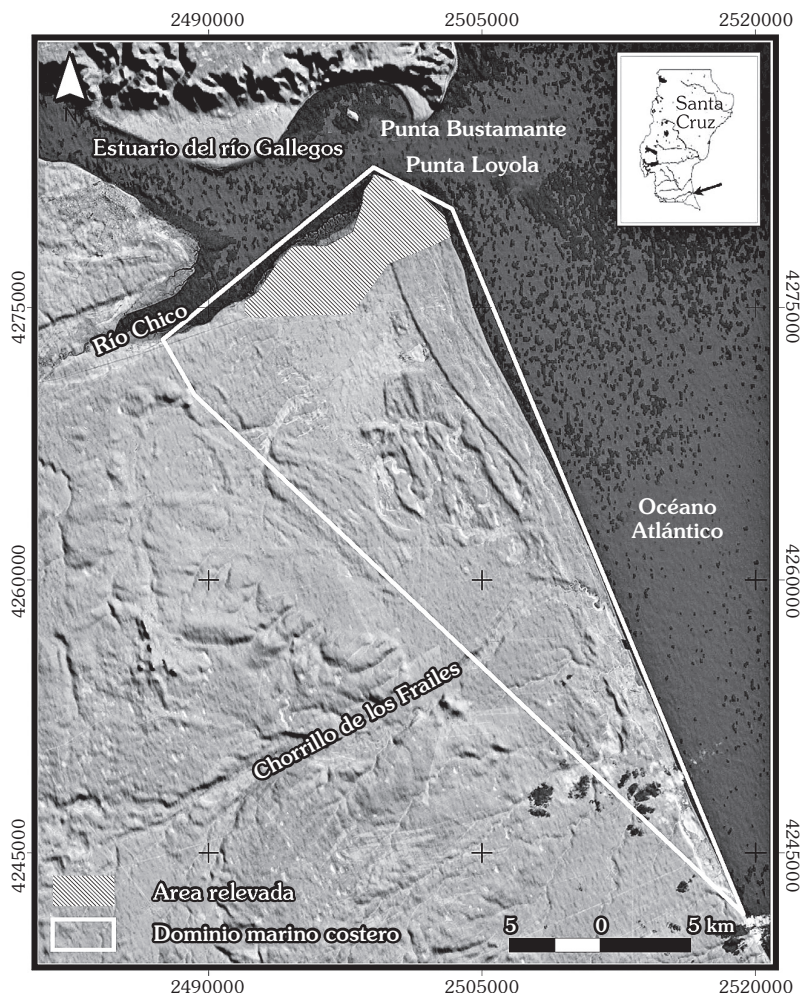 2490000 2505000 2520000
N
Santa
Cruz
Punta Bustamante
Estuario del río Gallegos
Punta Loyola
4275000
4275000
Río Chico
Océano
Atlántico
4260000
4260000
Chorrillo de los Frailes
4245000
4245000
Area relevada
Dominio marino costero
5 0 5 km
2490000 2505000 2520000